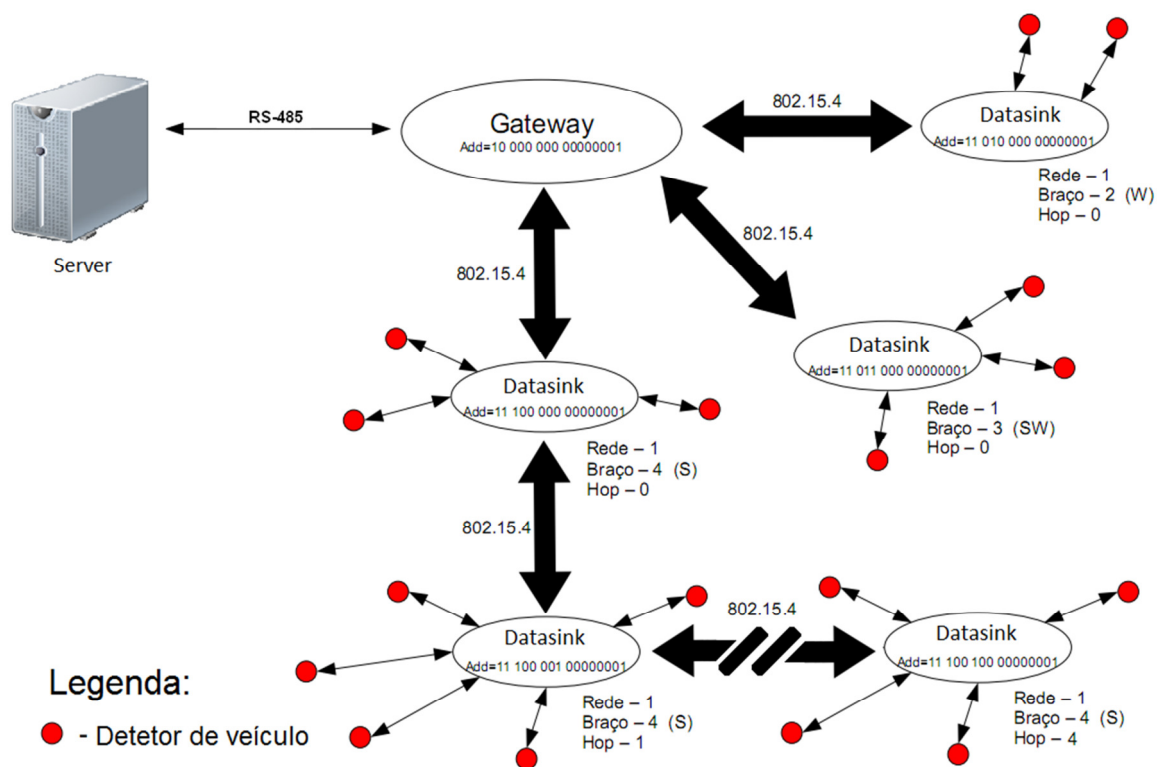 RS-485
Server
Gateway
Add=10 000 000 00000001
802.15.4
Datasink
Add=11 010 000 00000001
Rede – 1
Braço – 2 (W)
Hop – 0
802.15.4
802.15.4
Datasink
Add=11 011 000 00000001
Rede – 1
Braço – 3 (SW)
Hop – 0
Datasink
Add=11 100 000 00000001
Rede – 1
Braço – 4 (S)
Hop – 0
802.15.4
Datasink
Add=11 100 001 00000001
Rede – 1
Braço – 4 (S)
Hop – 1
802.15.4
Datasink
Add=11 100 100 00000001
Rede – 1
Braço – 4 (S)
Hop – 4
Legenda:
- Detetor de veículo